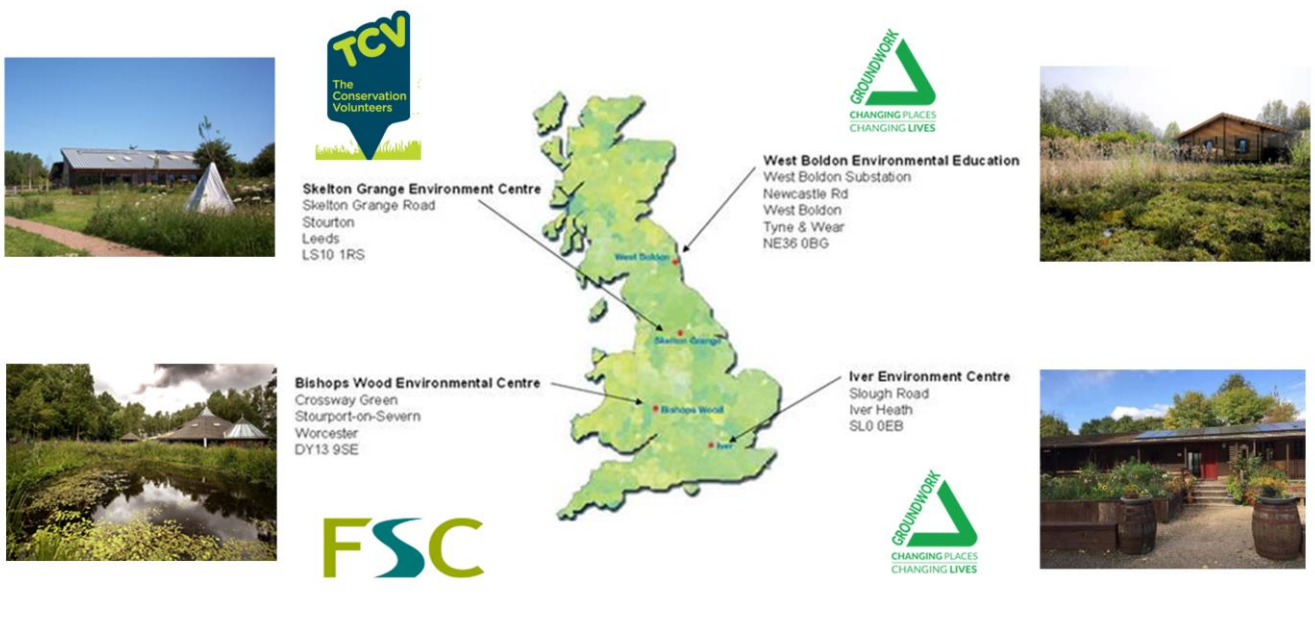 TCV
The
Conservation
Volunteers
Skelton Grange Environment Centre
Skelton Grange Road
Stourton
Leeds
LS10 1RS
GROUNDWORK
CHANGING PLACES
CHANGING LIVES
West Boldon Environmental Education
West Boldon Substation
Newcastle Rd
West Boldon
Tyne & Wear
NE36 0BG
West Boldon
Skelton Grange
Bishops Wood
Iver
Bishops Wood Environmental Centre
Crossway Green
Stourport-on-Severn
Worcester
DY13 9SE
FSC
Iver Environment Centre
Slough Road
Iver Heath
SL0 0EB
GROUNDWORK
CHANGING PLACES
CHANGING LIVES